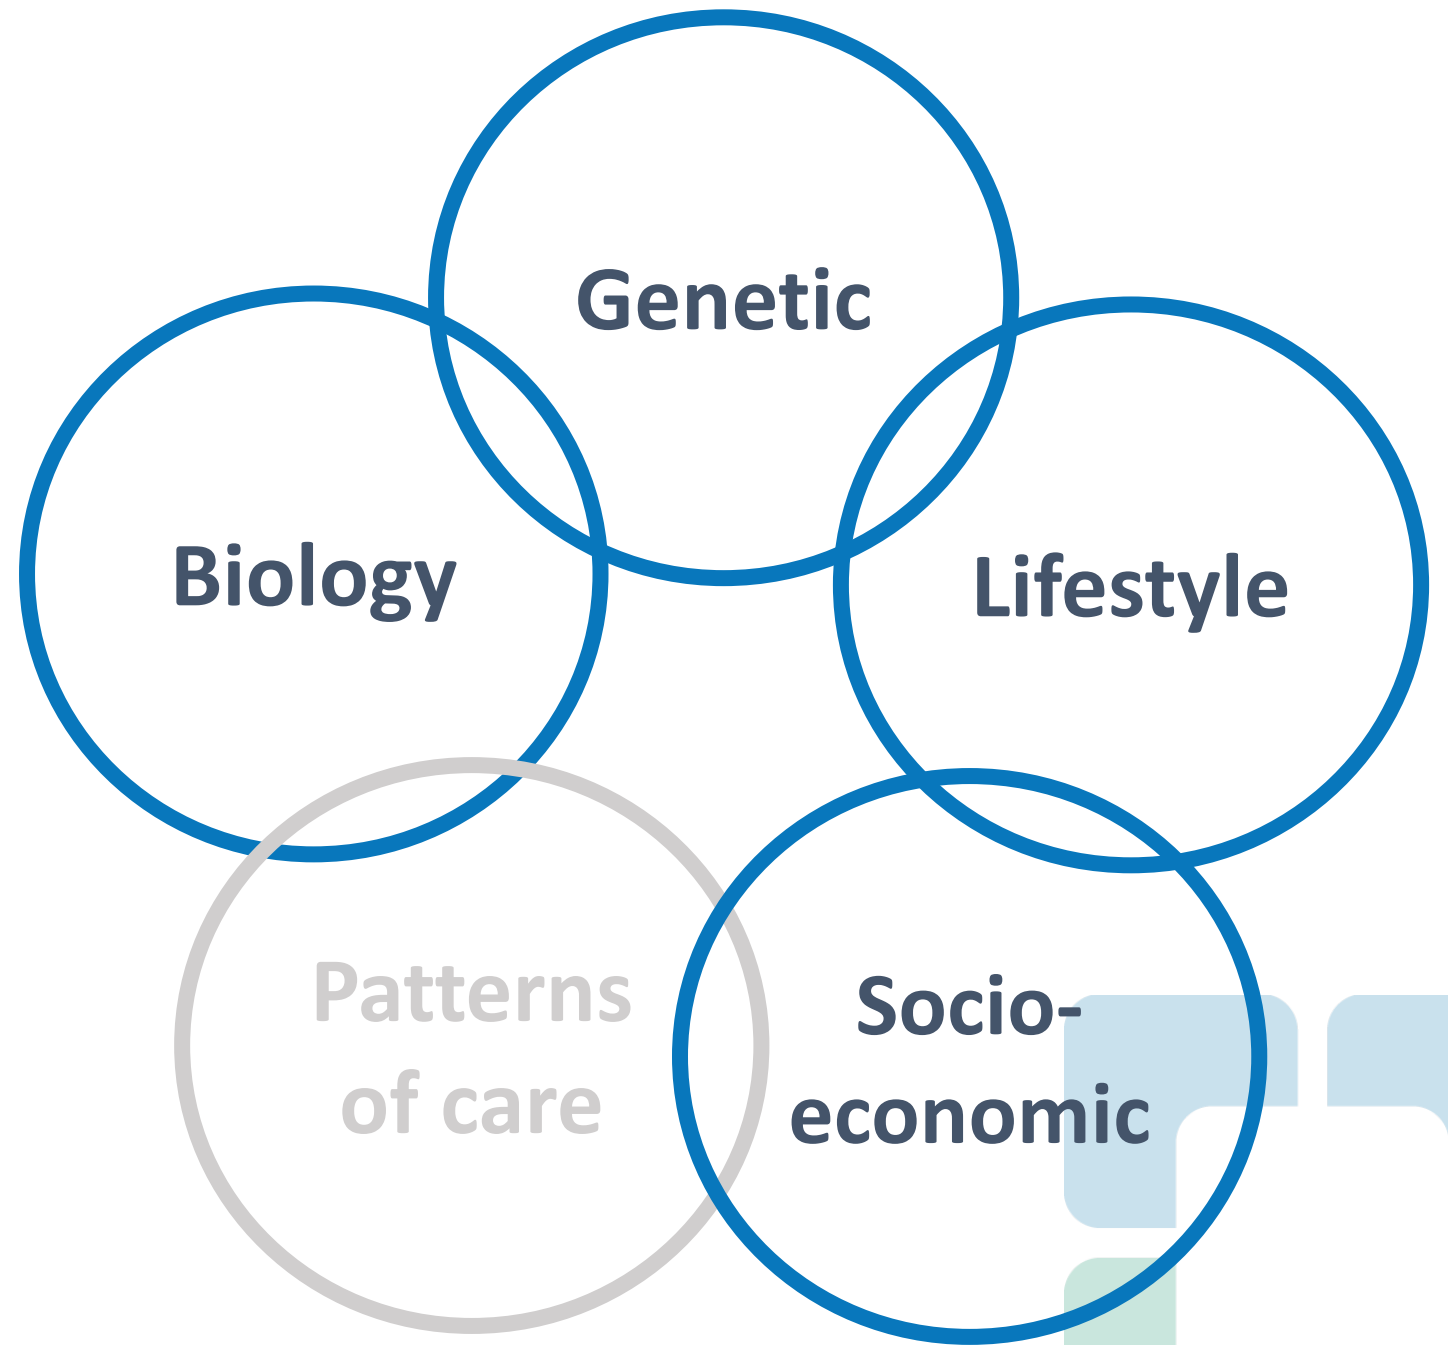 Genetic
Biology
Lifestyle
Patterns
of care
Socio-
economic